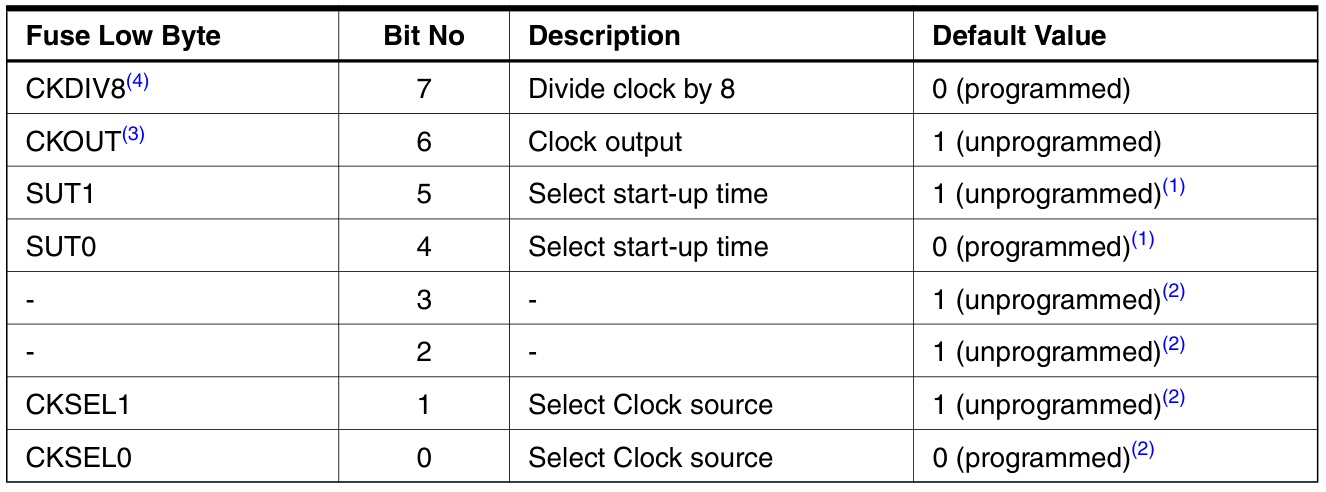 Fuse Low Byte Bit No Description Default Value
CKDIV8(4) 7 Divide clock by 8 0 (programmed)
CKOUT(3) 6 Clock output 1 (unprogrammed)
SUT1 5 Select start-up time 1 (unprogrammed)(1)
SUT0 4 Select start-up time 0 (programmed)(1)
- 3 - 1 (unprogrammed)(2)
- 2 - 1 (unprogrammed)(2)
CKSEL1 1 Select Clock source 1 (unprogrammed)(2)
CKSEL0 0 Select Clock source 0 (programmed)(2)